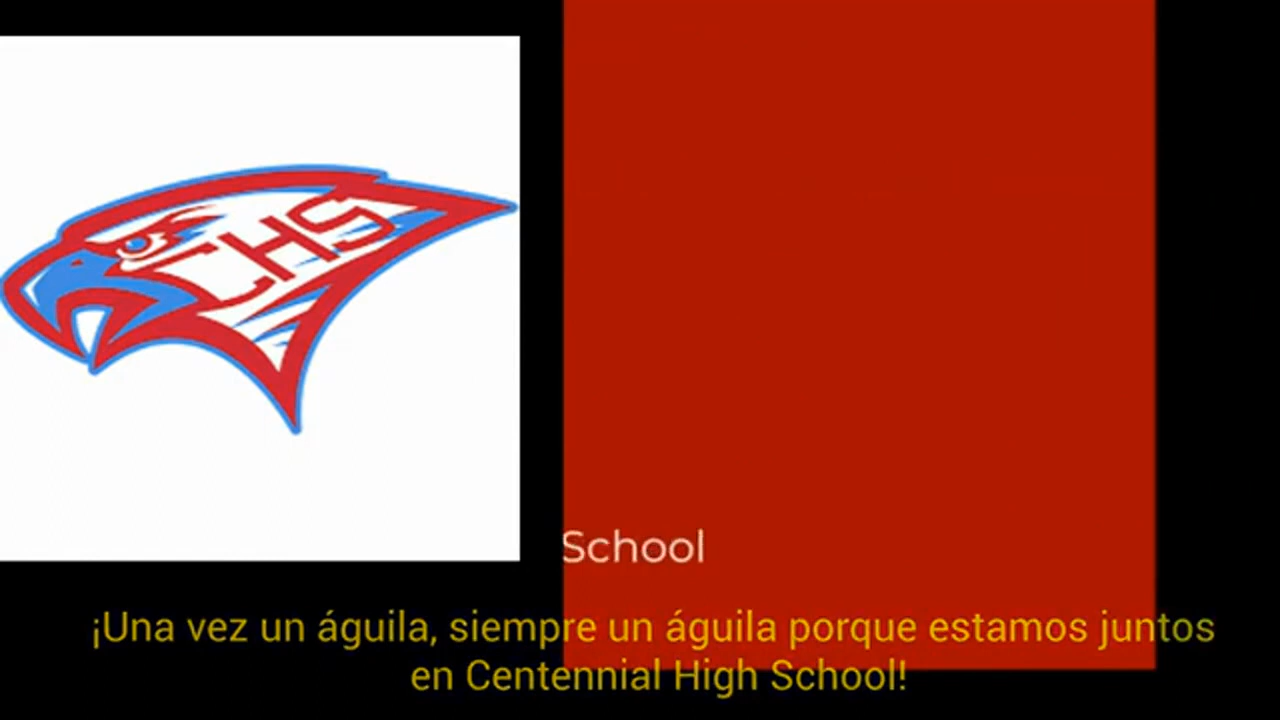 CHS
School
¡Una vez un águila, siempre un águila porque estamos juntos
en Centennial High School!